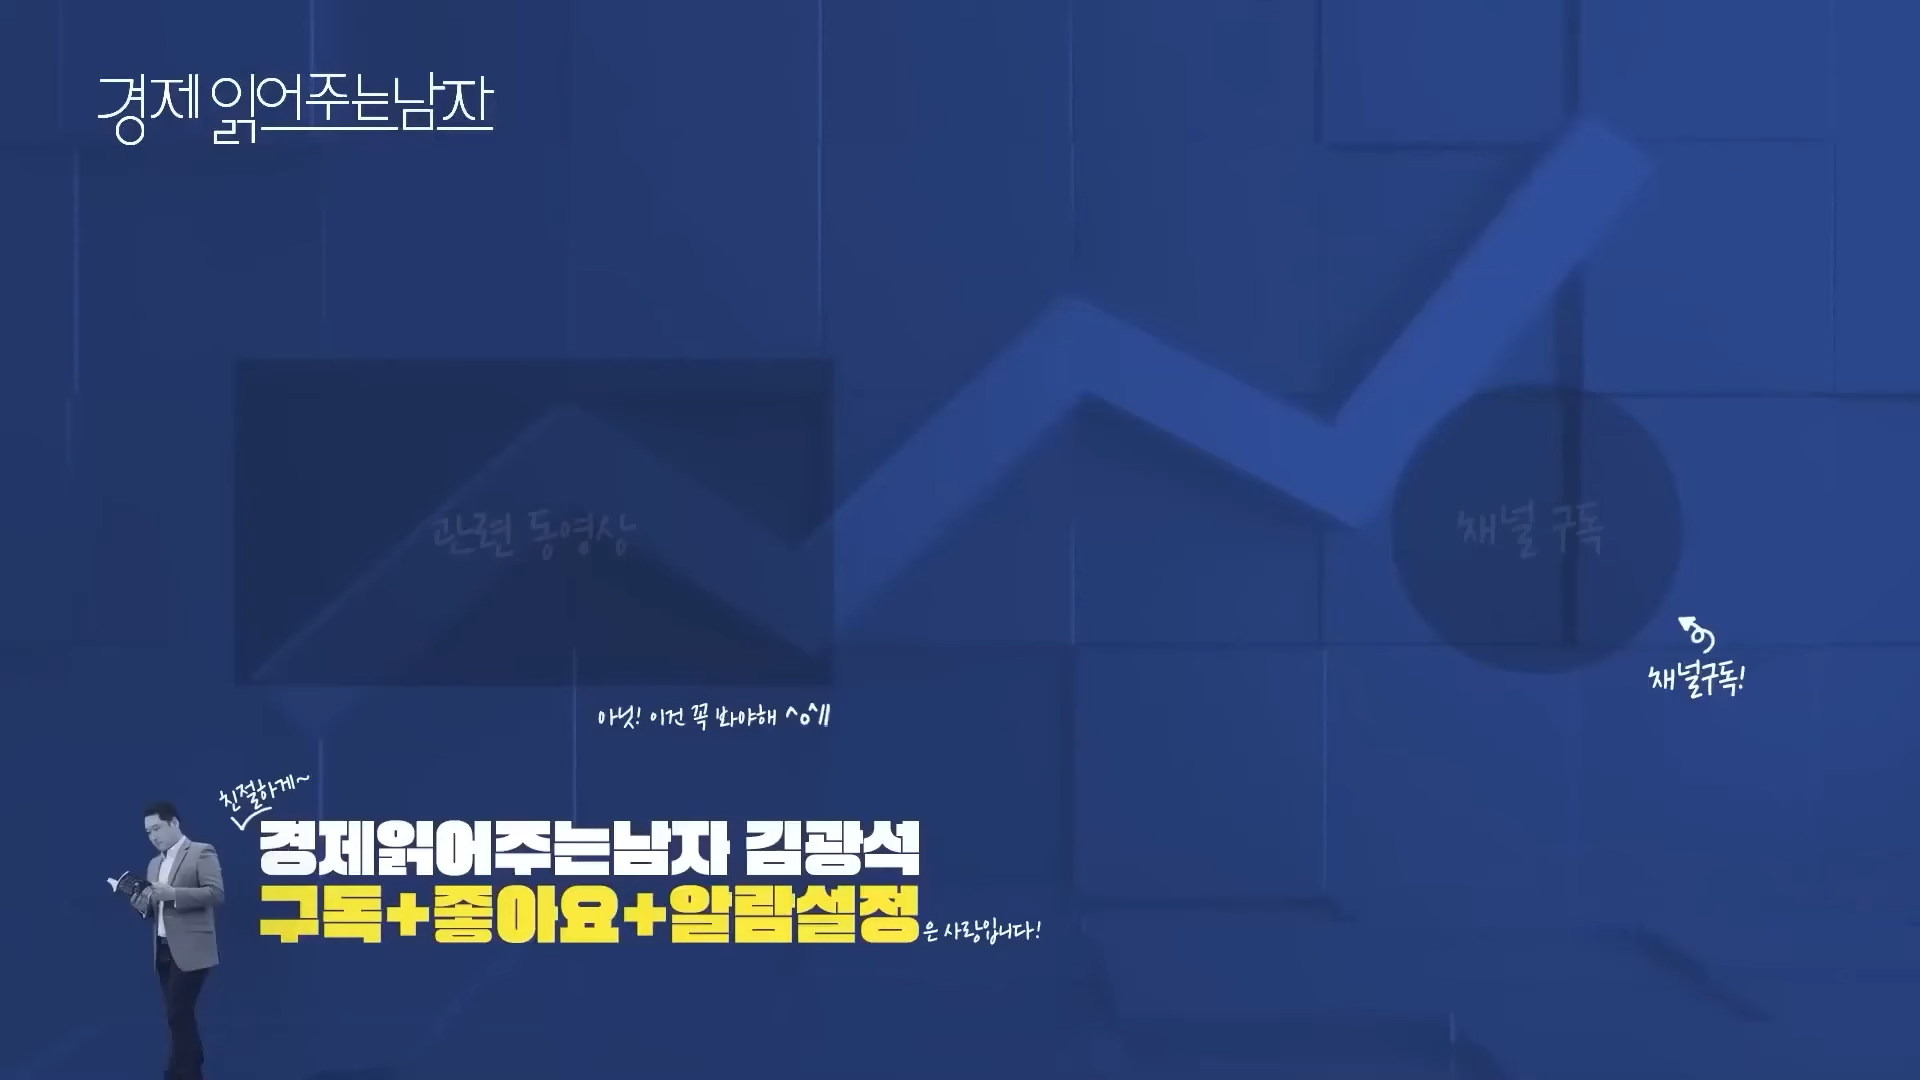 경제 읽어주는남자
관련 동영상
채널 구독
채널구독!
아닛! 이건 꼭 봐야해 ^o^//
친절하게~
경제읽어주는남자 김광석
구독+좋아요+알람설정은 사랑입니다!